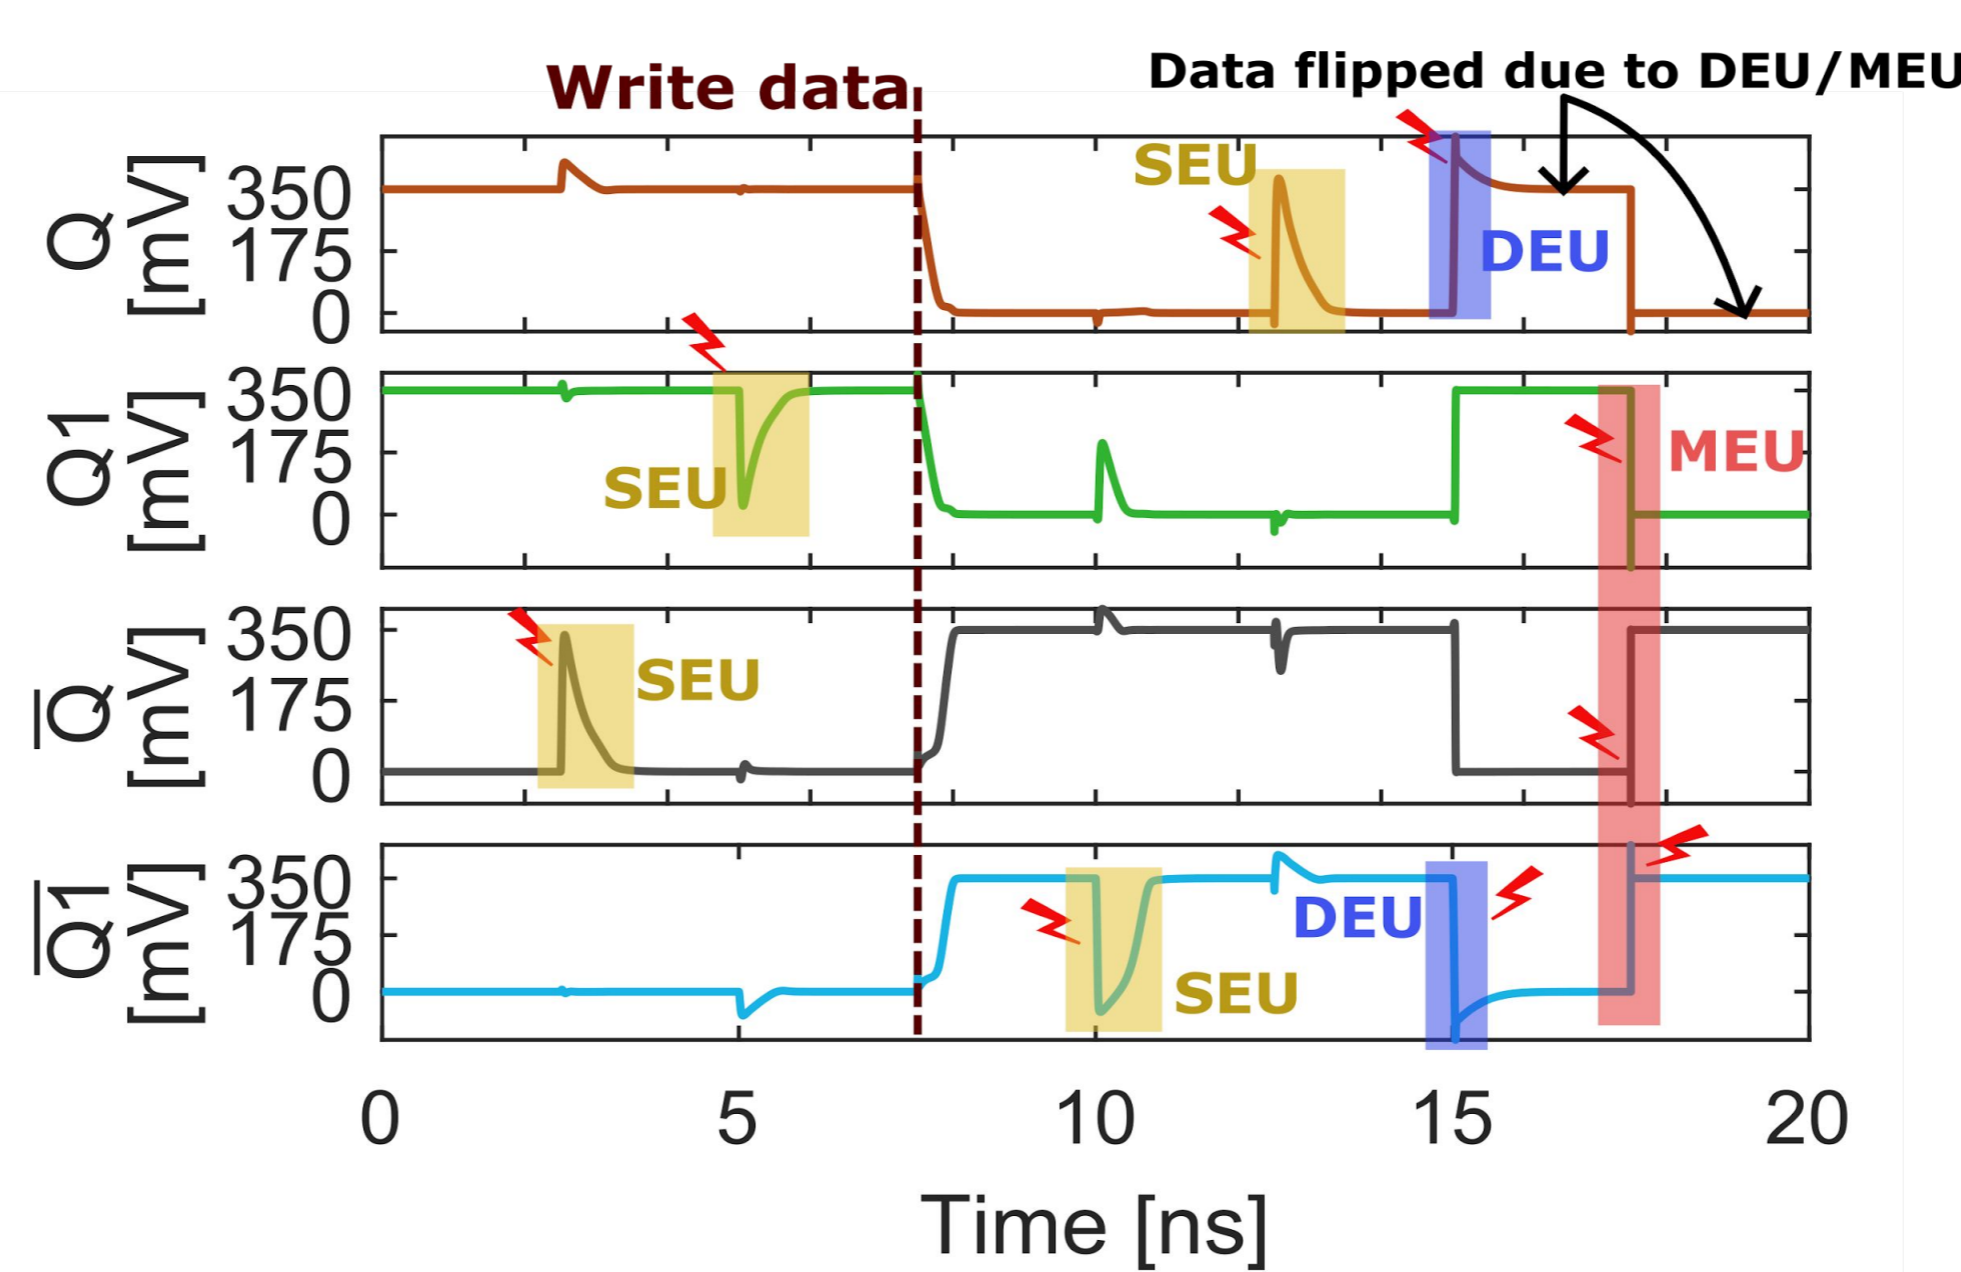 Data flipped due to DEU/MEU
Write data
Q
[mV]
350
175
0
SEU
DEU
Q1
[mV]
350
175
0
SEU
MEU
Q̅
[mV]
350
175
0
SEU
Q̅1̅
[mV]
350
175
0
SEU
DEU
0 5 10 15 20
Time [ns]